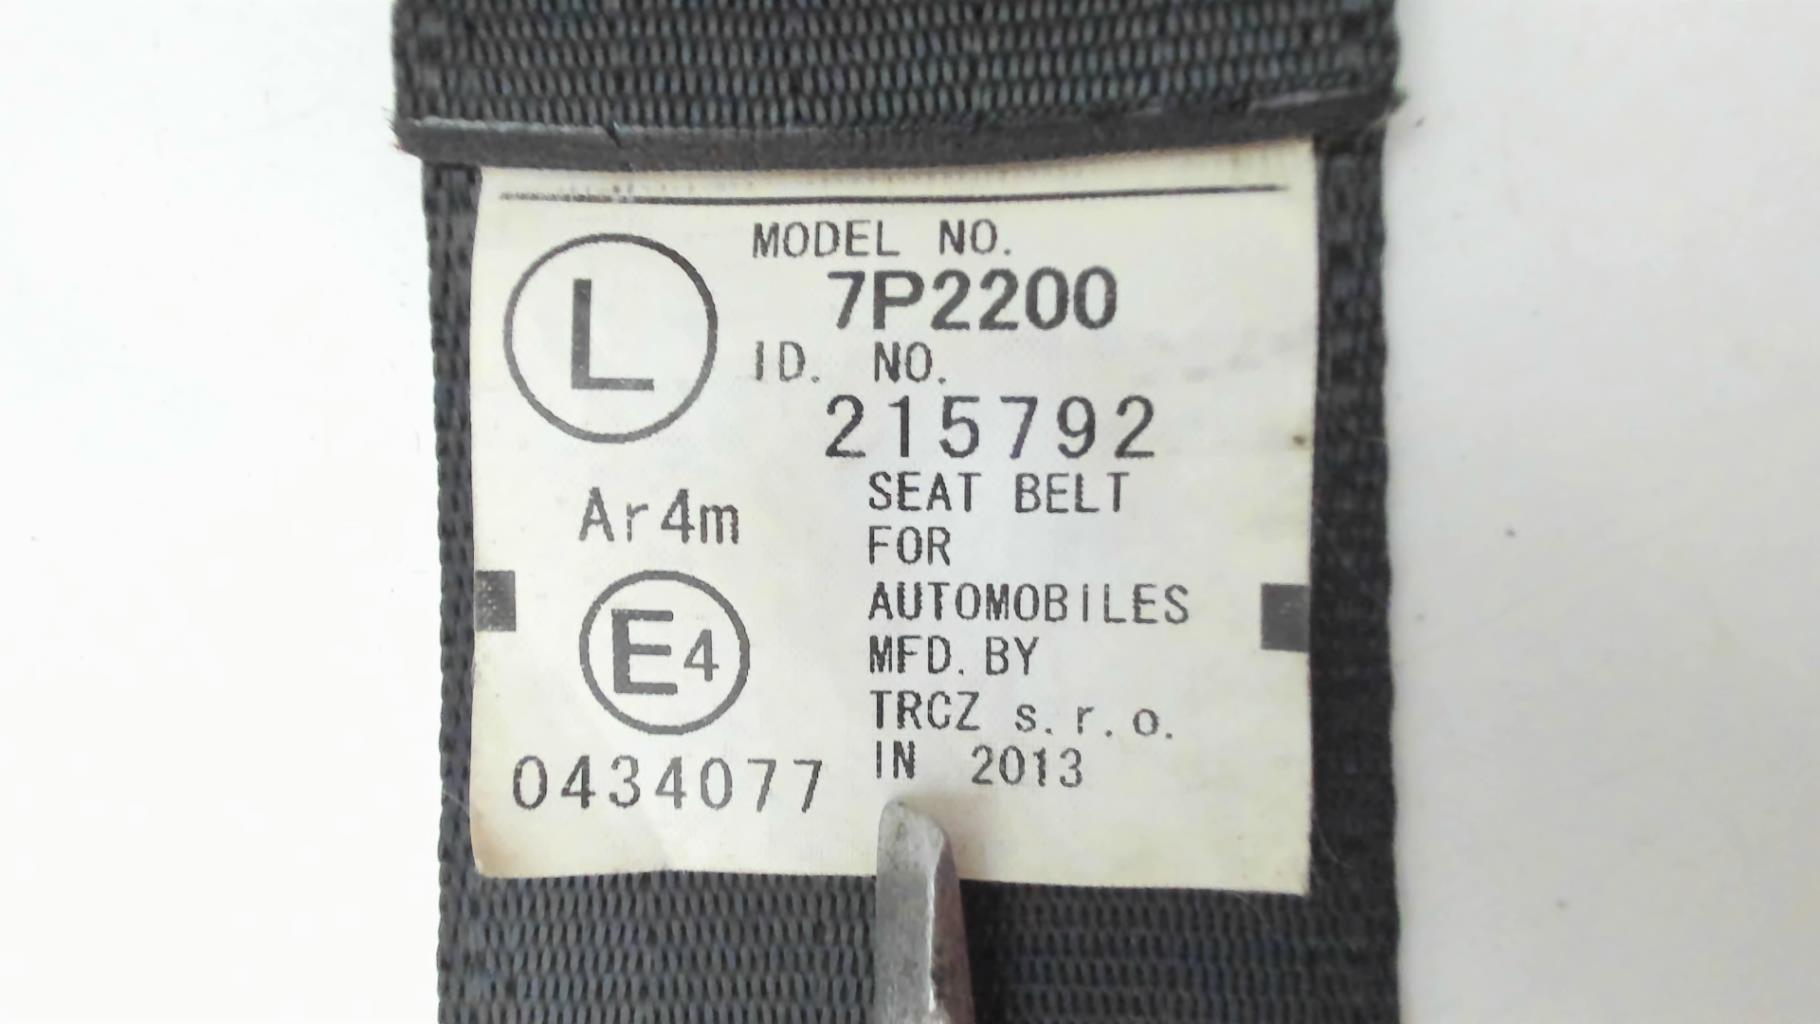 L
MODEL NO.
7P2200
ID. NO.
215792
Ar4m
E4
0434077
SEAT BELT
FOR
AUTOMOBILES
MFD. BY
TRCZ s.r.o.
IN 2013